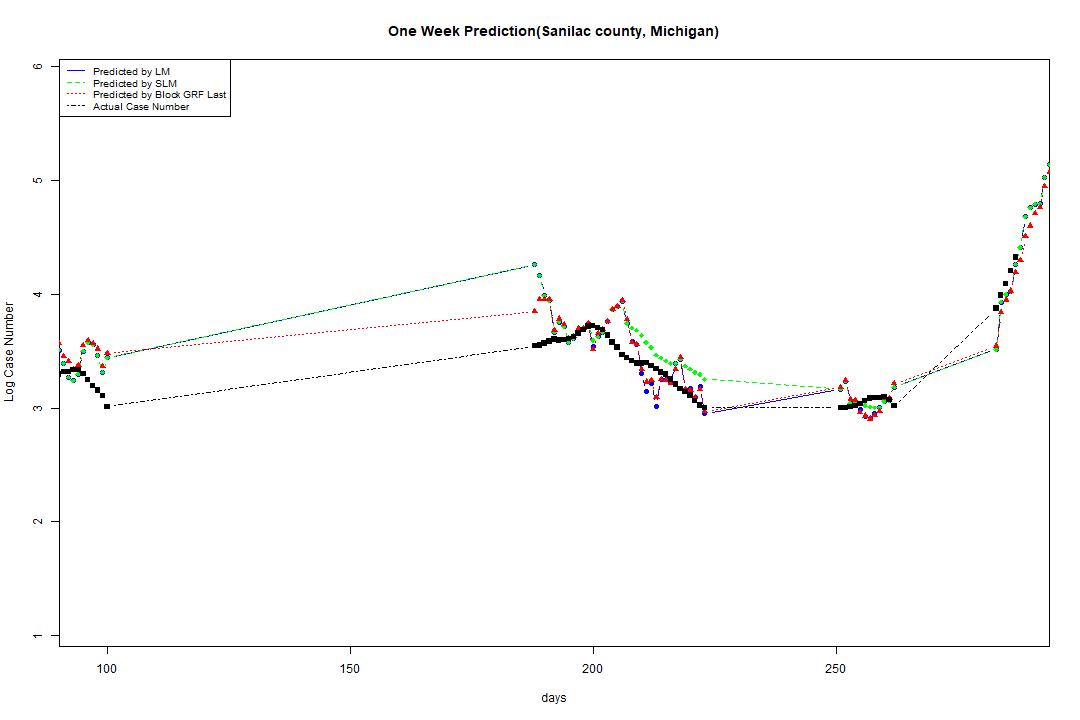 One Week Prediction(Sanilac county, Michigan)
Predicted by LM
Predicted by SLM
Predicted by Block GRF Last
Actual Case Number
Log Case Number
6
5
4
3
2
1
100
150
200
250
days